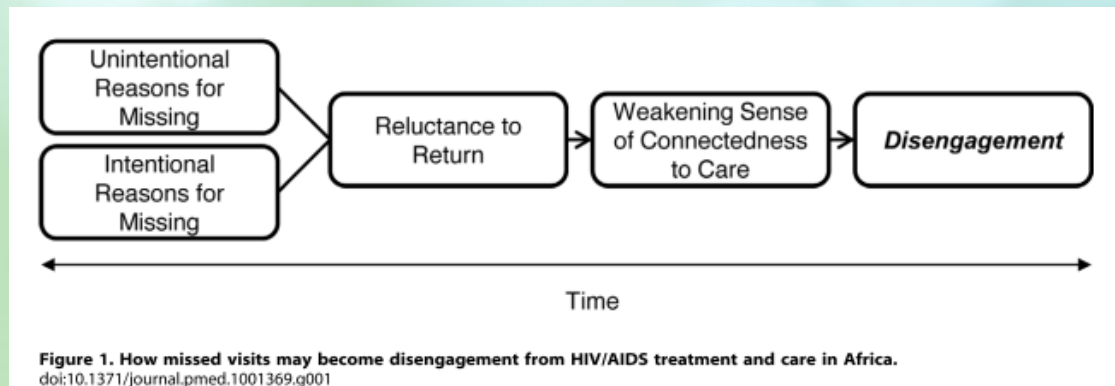 Unintentional
Reasons for
Missing
Intentional
Reasons for
Missing
Reluctance to
Return
Weakening Sense
of Connectedness
to Care
Disengagement
Time
Figure 1. How missed visits may become disengagement from HIV/AIDS treatment and care in Africa.
doi:10.1371/journal.pmed.1001369.g001